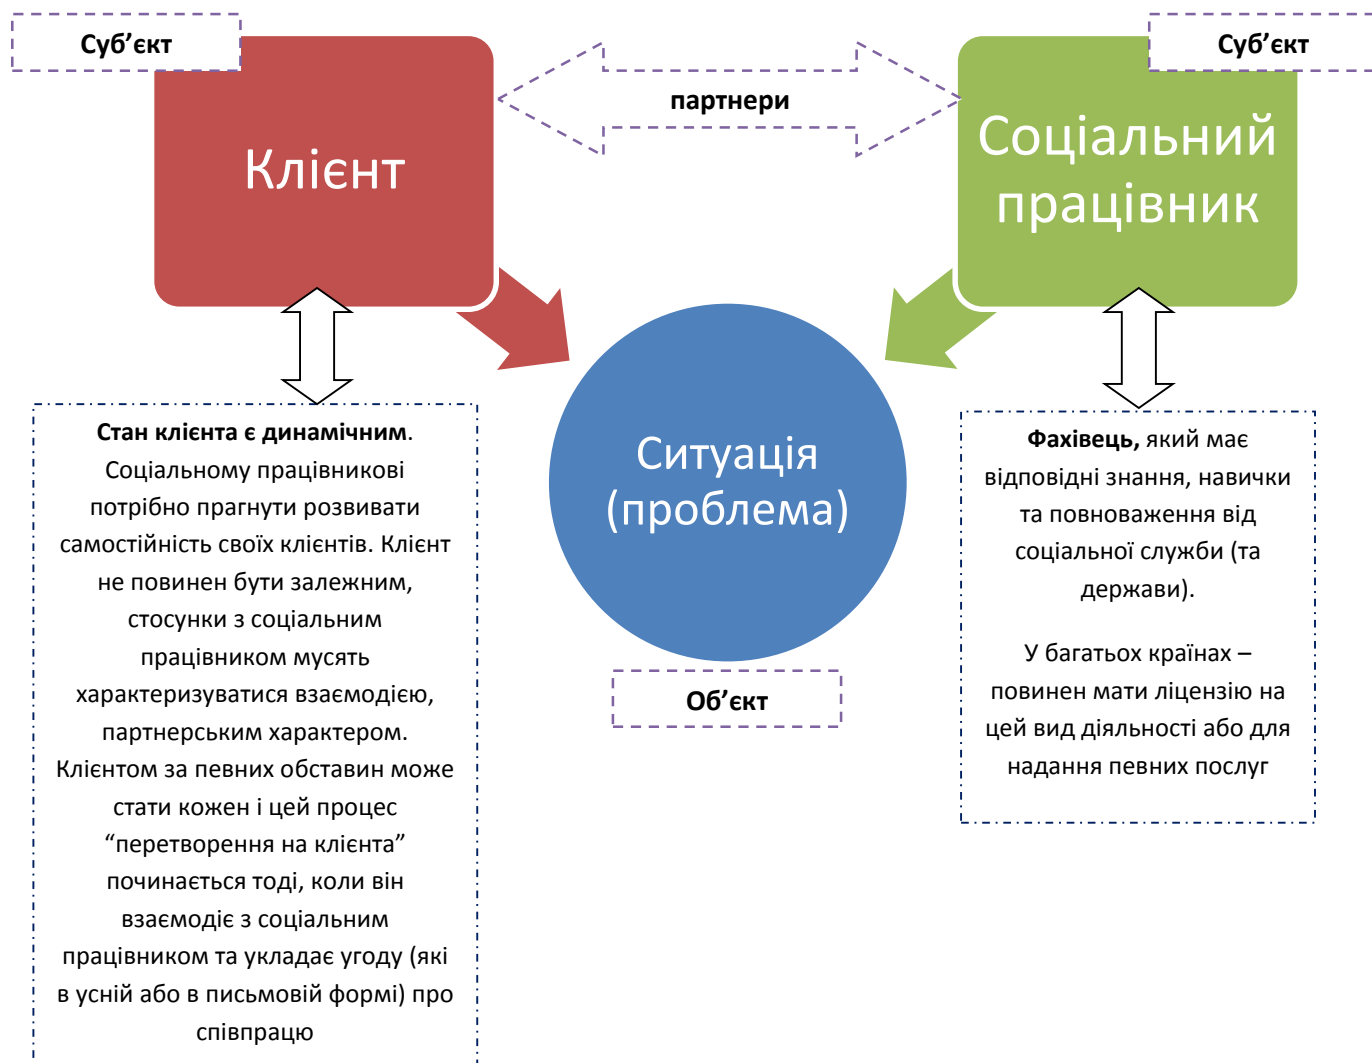 Суб’єкт
Суб’єкт
партнери
Клієнт
Соціальний
працівник
Ситуація
(проблема)
Об’єкт
Стан клієнта є динамічним.
Соціальному працівникові
потрібно прагнути розвивати
самостійність своїх клієнтів. Клієнт
не повинен бути залежним,
стосунки з соціальним
працівником мусять
характеризуватися взаємодією,
партнерським характером.
Клієнтом за певних обставин може
стати кожен і цей процес
“перетворення на клієнта”
починається тоді, коли він
взаємодіє з соціальним
працівником та укладає угоду (які
в усній або в письмовій формі) про
співпрацю
Фахівець, який має
відповідні знання, навички
та повноваження від
соціальної служби (та
держави).
У багатьох країнах –
повинен мати ліцензію на
цей вид діяльності або для
надання певних послуг